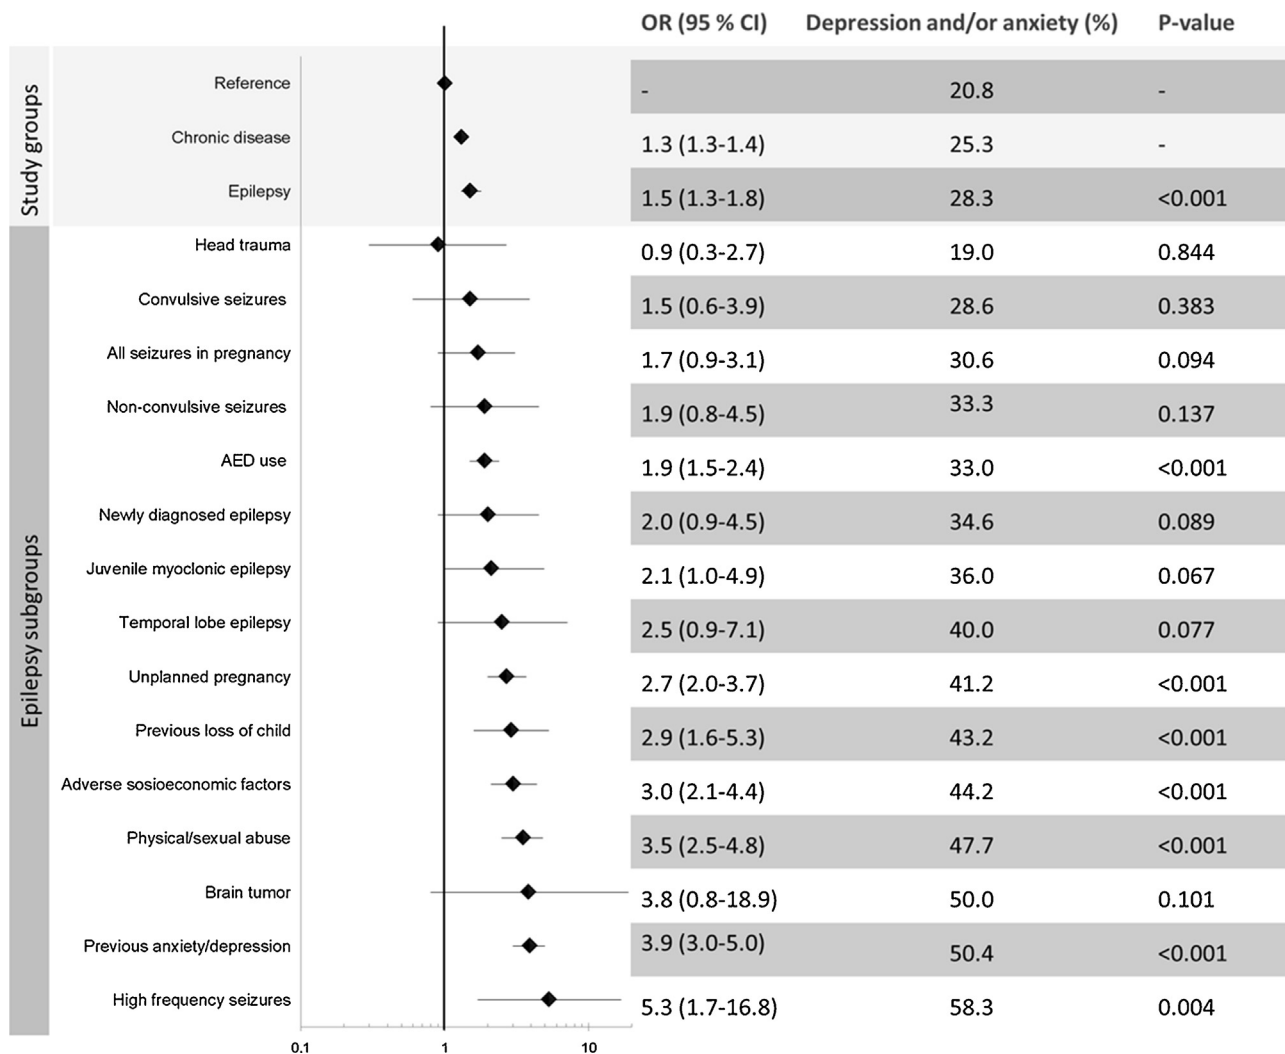 OR (95 % CI) Depression and/or anxiety (%) P-value
Study groups
Reference - 20.8 -
Chronic disease 1.3 (1.3-1.4) 25.3 -
Epilepsy 1.5 (1.3-1.8) 28.3 <0.001
Epilepsy subgroups
Head trauma 0.9 (0.3-2.7) 19.0 0.844
Convulsive seizures 1.5 (0.6-3.9) 28.6 0.383
All seizures in pregnancy 1.7 (0.9-3.1) 30.6 0.094
Non-convulsive seizures 1.9 (0.8-4.5) 33.3 0.137
AED use 1.9 (1.5-2.4) 33.0 <0.001
Newly diagnosed epilepsy 2.0 (0.9-4.5) 34.6 0.089
Juvenile myoclonic epilepsy 2.1 (1.0-4.9) 36.0 0.067
Temporal lobe epilepsy 2.5 (0.9-7.1) 40.0 0.077
Unplanned pregnancy 2.7 (2.0-3.7) 41.2 <0.001
Previous loss of child 2.9 (1.6-5.3) 43.2 <0.001
Adverse sosioeconomic factors 3.0 (2.1-4.4) 44.2 <0.001
Physical/sexual abuse 3.5 (2.5-4.8) 47.7 <0.001
Brain tumor 3.8 (0.8-18.9) 50.0 0.101
Previous anxiety/depression 3.9 (3.0-5.0) 50.4 <0.001
High frequency seizures 5.3 (1.7-16.8) 58.3 0.004
0.1 1 10